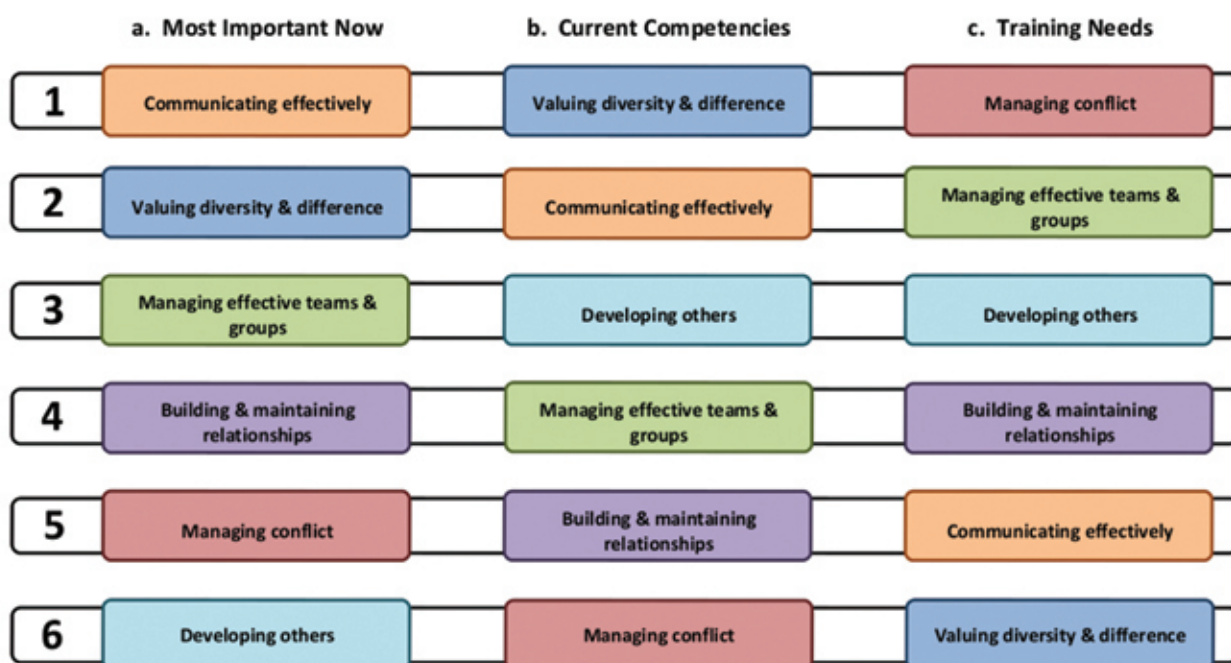 a. Most Important Now
b. Current Competencies
c. Training Needs
1
Communicating effectively
Valuing diversity & difference
Managing conflict
2
Valuing diversity & difference
Communicating effectively
Managing effective teams &
groups
3
Managing effective teams &
groups
Developing others
Developing others
4
Building & maintaining
relationships
Managing effective teams &
groups
Building & maintaining
relationships
5
Managing conflict
Building & maintaining
relationships
Communicating effectively
6
Developing others
Managing conflict
Valuing diversity & difference